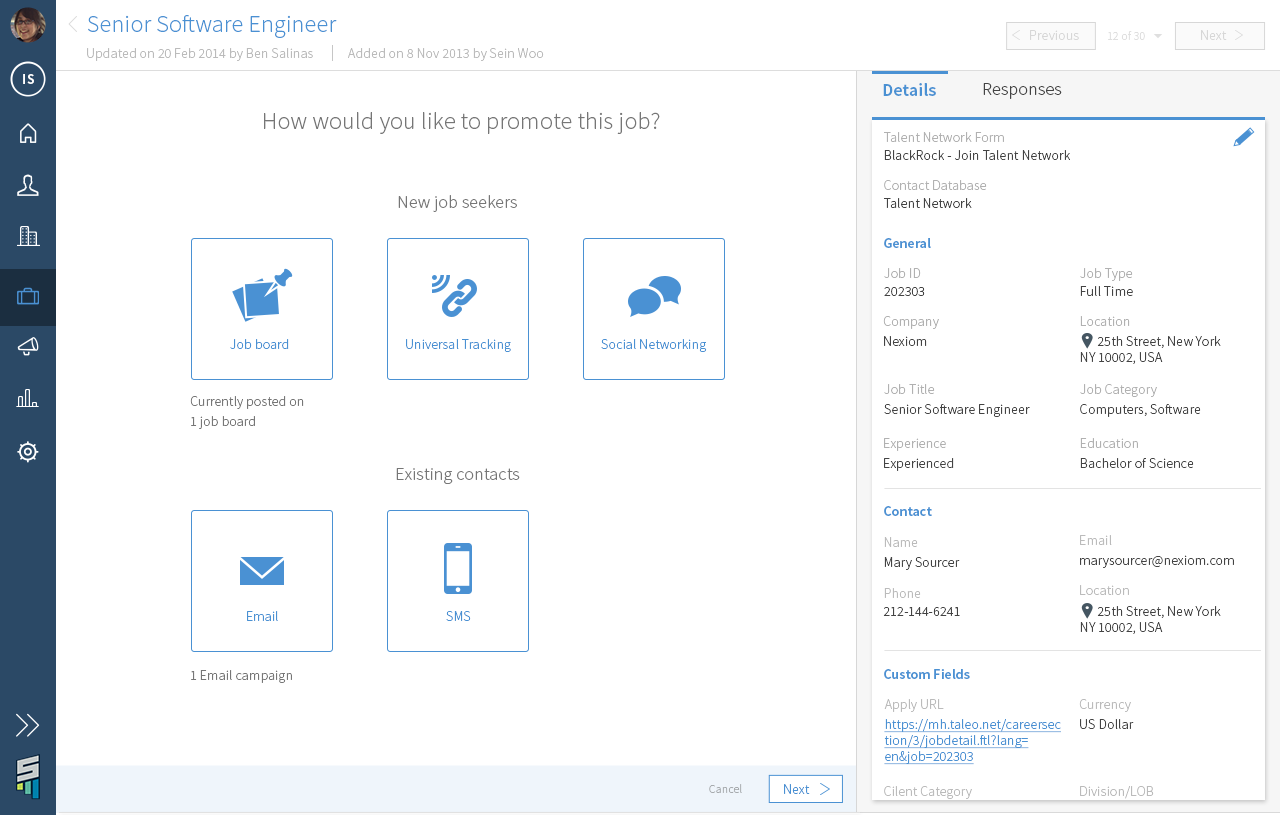 Senior Software Engineer
Updated on 20 Feb 2014 by Ben Salinas
Added on 8 Nov 2013 by Sein Woo
Previous
12 of 30
Next
IS
How would you like to promote this job?
New job seekers
Job board
Universal Tracking
Social Networking
Currently posted on
1 job board
Existing contacts
Email
SMS
1 Email campaign
Cancel
Next
Details
Responses
Talent Network Form
BlackRock - Join Talent Network
Contact Database
Talent Network
General
Job ID
202303
Job Type
Full Time
Company
Nexiom
Location
25th Street, New York
NY 10002, USA
Job Title
Senior Software Engineer
Job Category
Computers, Software
Experience
Experienced
Education
Bachelor of Science
Contact
Name
Mary Sourcer
Email
marysourcer@nexiom.com
Phone
212-144-6241
Location
25th Street, New York
NY 10002, USA
Custom Fields
Apply URL
https://mh.taleo.net/careersec
tion/3/jobdetail.ftl?lang=
en&job=202303
Currency
US Dollar
Cilent Category
Division/LOB